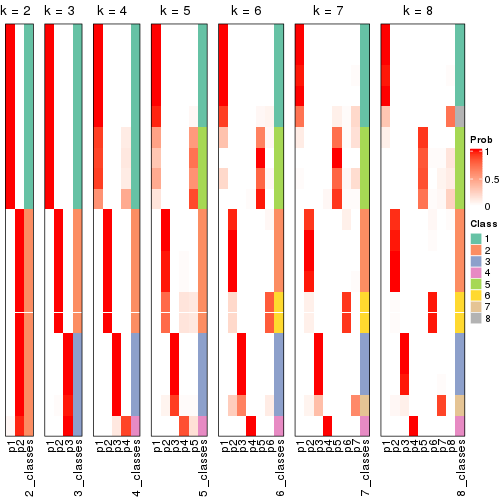 k = 2 k = 3 k = 4 k = 5 k = 6 k = 7 k = 8
Prob
1
0.5
0
Class
1
2
3
4
5
6
7
8
p1 p2 2_classes
p1 p2 p3 3_classes
p1 p2 p3 p4 4_classes
p1 p2 p3 p4 p5 5_classes
p1 p2 p3 p4 p5 p6 6_classes
p1 p2 p3 p4 p5 p6 p7 7_classes
p1 p2 p3 p4 p5 p6 p7 p8 8_classes